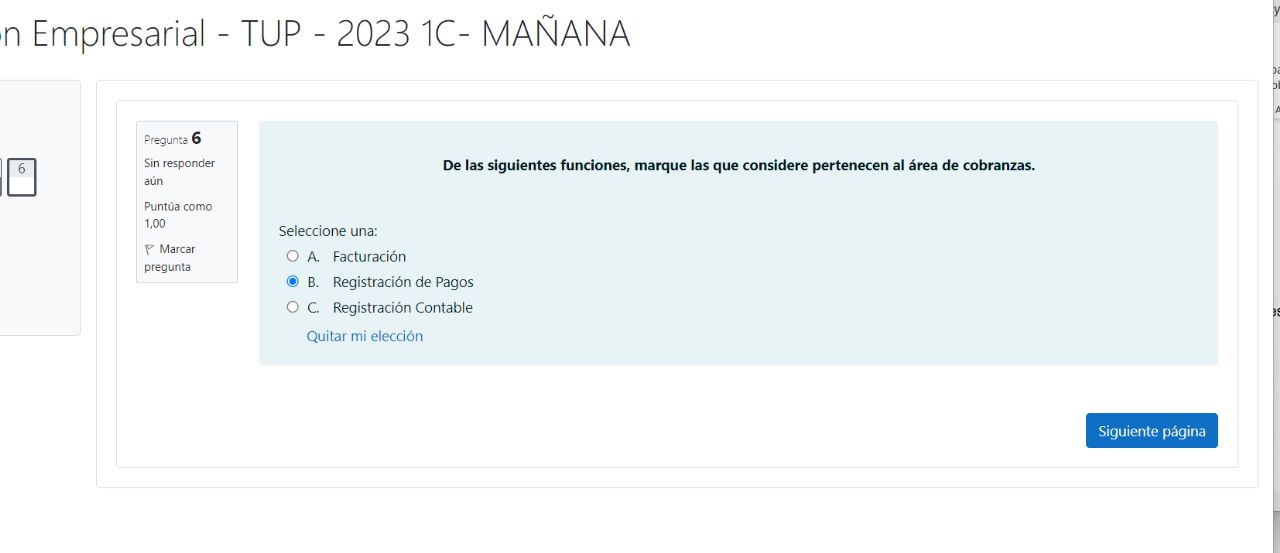 ón Empresarial - TUP - 2023 1C- MAÑANA
6
Pregunta 6
Sin responder
aún
Puntúa como
1,00
Marcar
pregunta
De las siguientes funciones, marque las que considere pertenecen al área de cobranzas.
Seleccione una:
A. Facturación
B. Registración de Pagos
C. Registración Contable
Quitar mi elección
Siguiente página